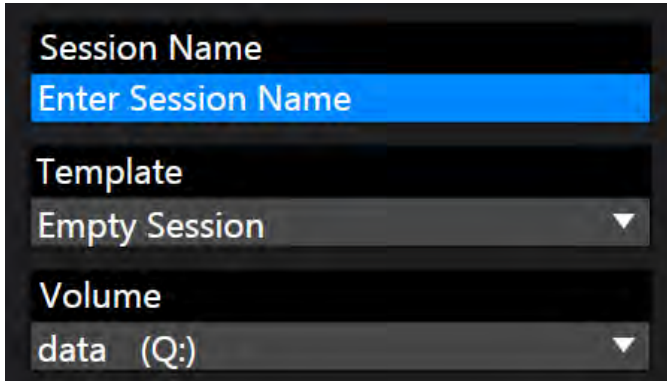 Session Name
Enter Session Name
Template
Empty Session
Volume
data (Q:)